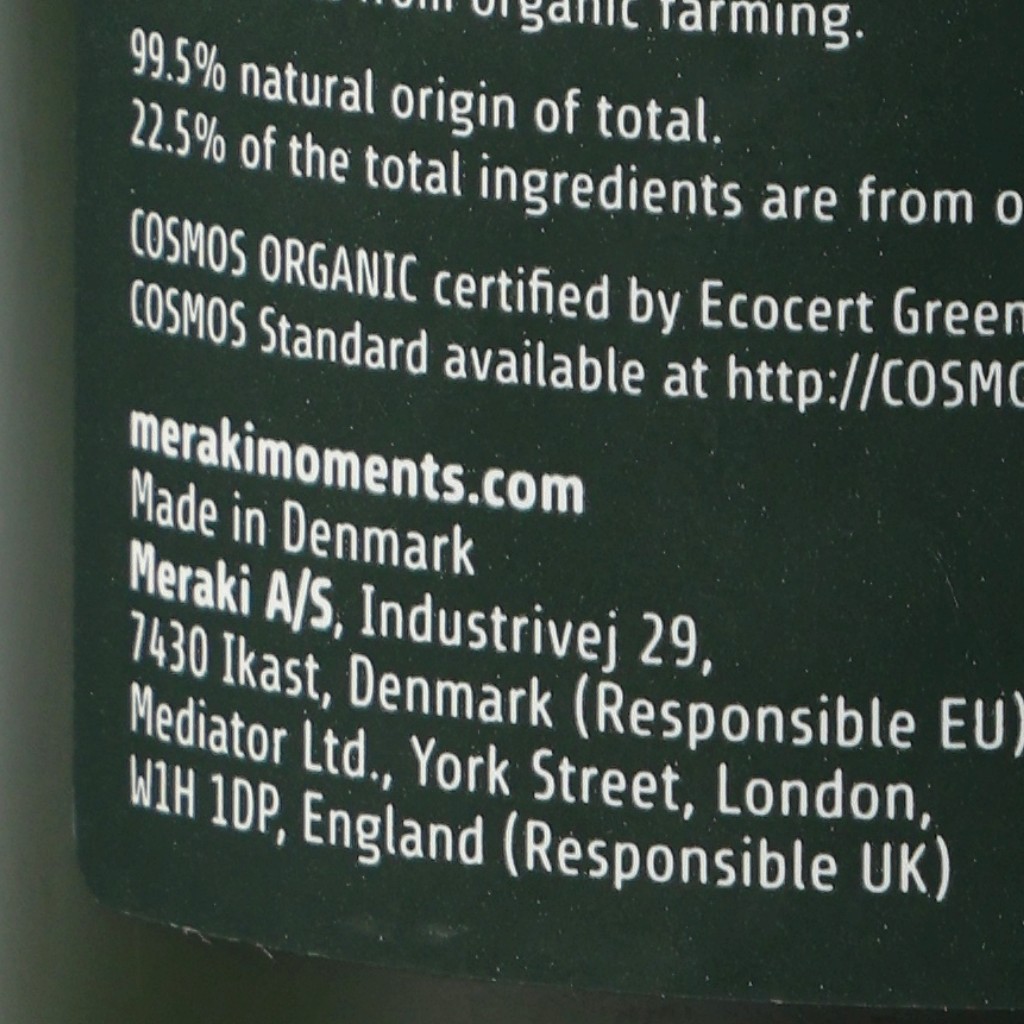 organic farming.
99.5% natural origin of total.
22.5% of the total ingredients are from
COSMOS ORGANIC certified by Ecocert Green
COSMOS Standard available at http://COSMO
merakimoments.com
Made in Denmark
Meraki A/S, Industrivej 29,
7430 Ikast, Denmark (Responsible EU)
Mediator Ltd., York Street, London,
W1H 1DP, England (Responsible UK)